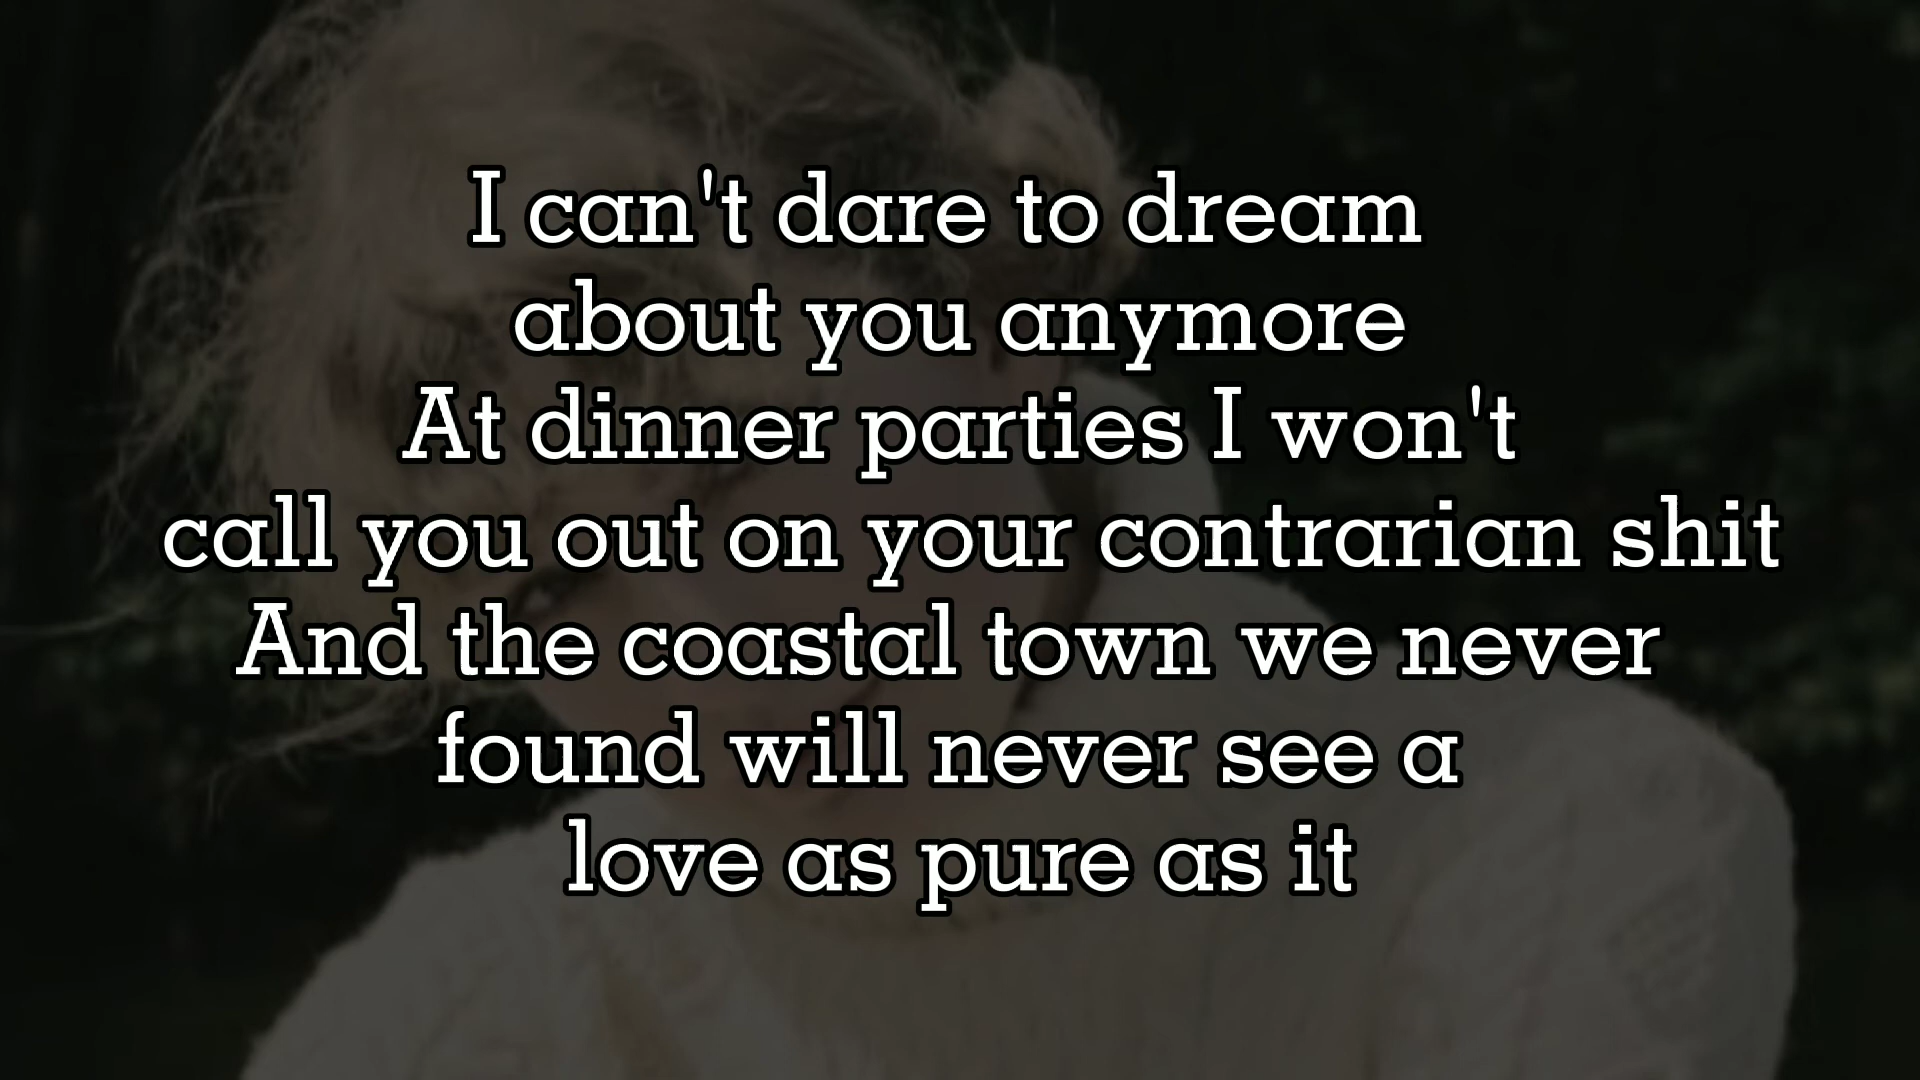 I can't dare to dream
about you anymore
At dinner parties I won't
call you out on your contrarian shit
And the coastal town we never
found will never see a
love as pure as it